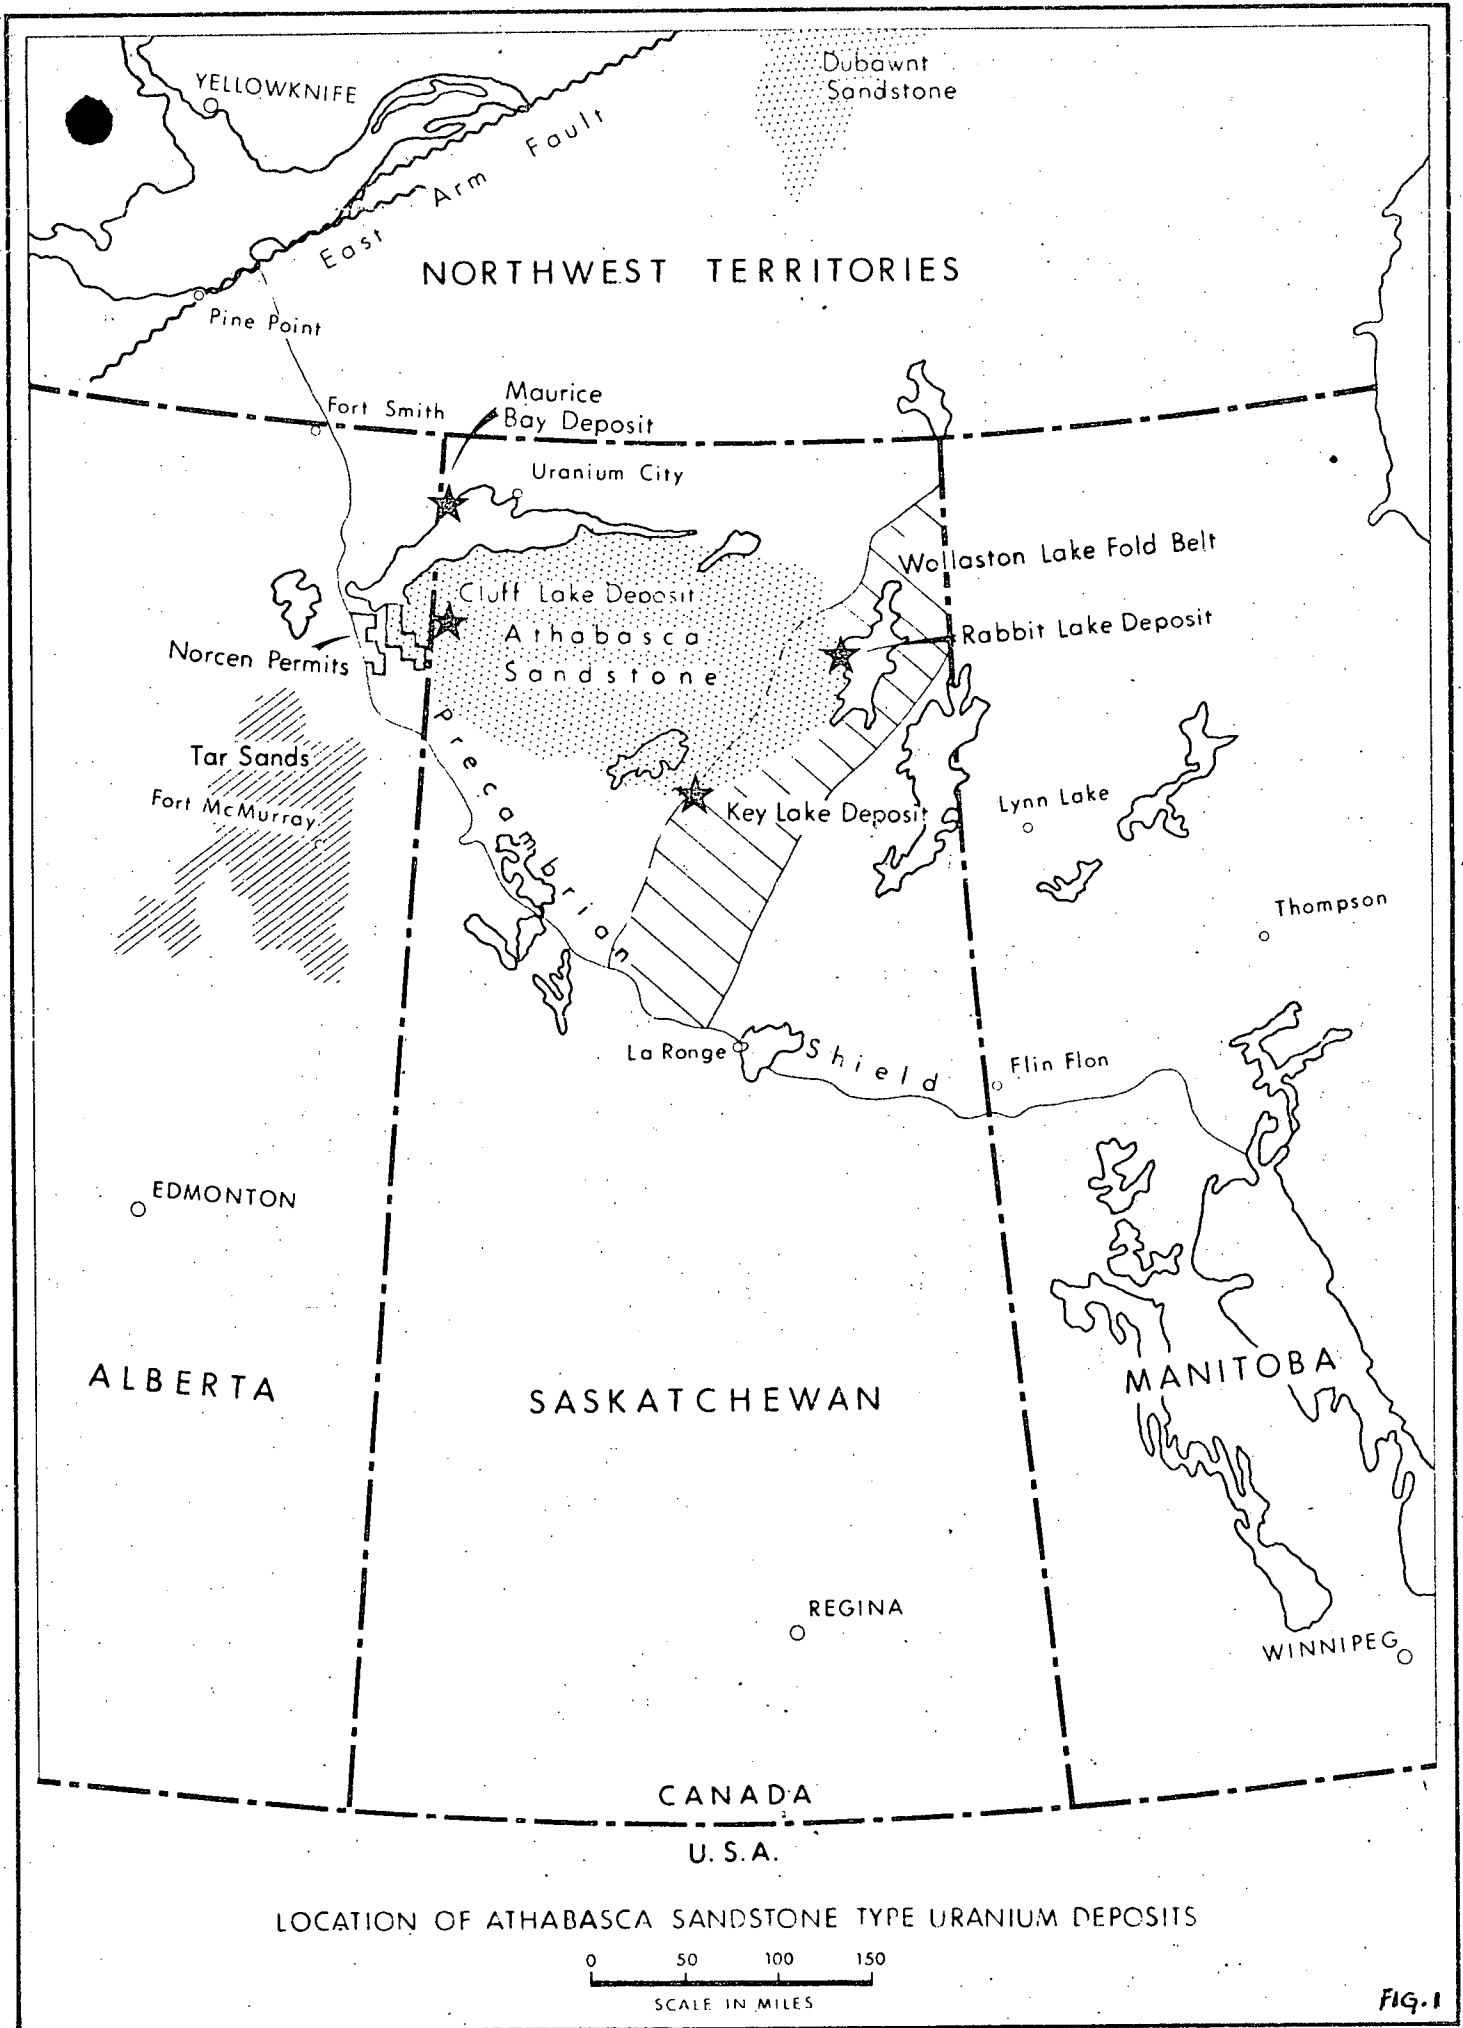 Dubawnt
Sandstone
YELLOWKNIFE
East Arm Fault
NORTHWEST TERRITORIES
Pine Point
Maurice
Bay Deposit
Fort Smith
Uranium City
Wollaston Lake Fold Belt
Cluff Lake Deposit
Athabasca
Sandstone
Rabbit Lake Deposit
Norcen Permits
Tar Sands
Fort McMurray
Precambrian
Key Lake Deposit
Lynn Lake
Thompson
La Ronge
Shield
Flin Flon
EDMONTON
ALBERTA
SASKATCHEWAN
MANITOBA
REGINA
WINNIPEG
CANADA
U.S.A.
LOCATION OF ATHABASCA SANDSTONE TYPE URANIUM DEPOSITS
0 50 100 150
SCALE IN MILES
FIG. 1